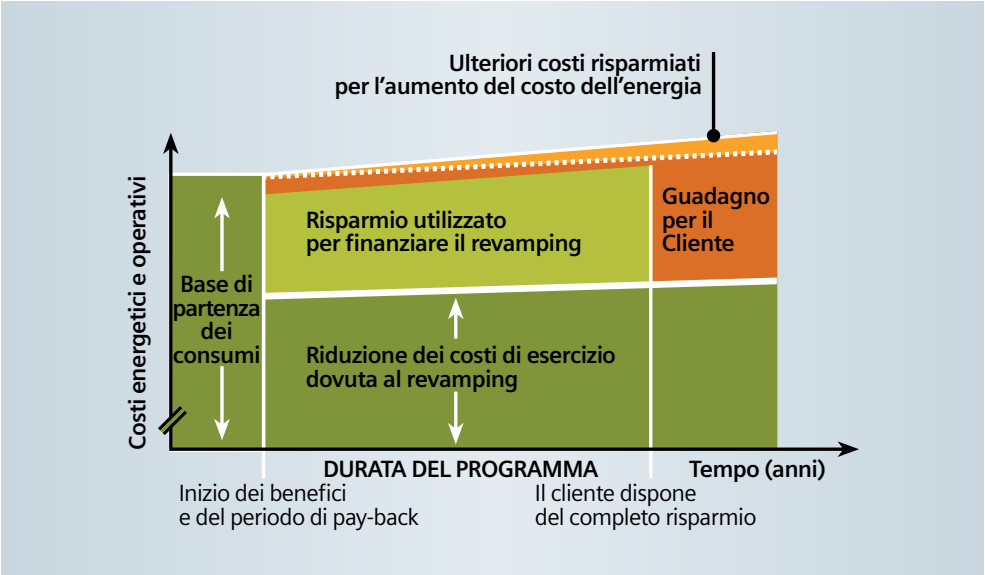 Ulteriori costi risparmiati
per l’aumento del costo dell’energia
Costi energetici e operativi
Base di
partenza
dei
consumi
Risparmio utilizzato
per finanziare il revamping
Guadagno
per il
Cliente
Riduzione dei costi di esercizio
dovuta al revamping
DURATA DEL PROGRAMMA
Tempo (anni)
Inizio dei benefici
e del periodo di pay-back
Il cliente dispone
del completo risparmio